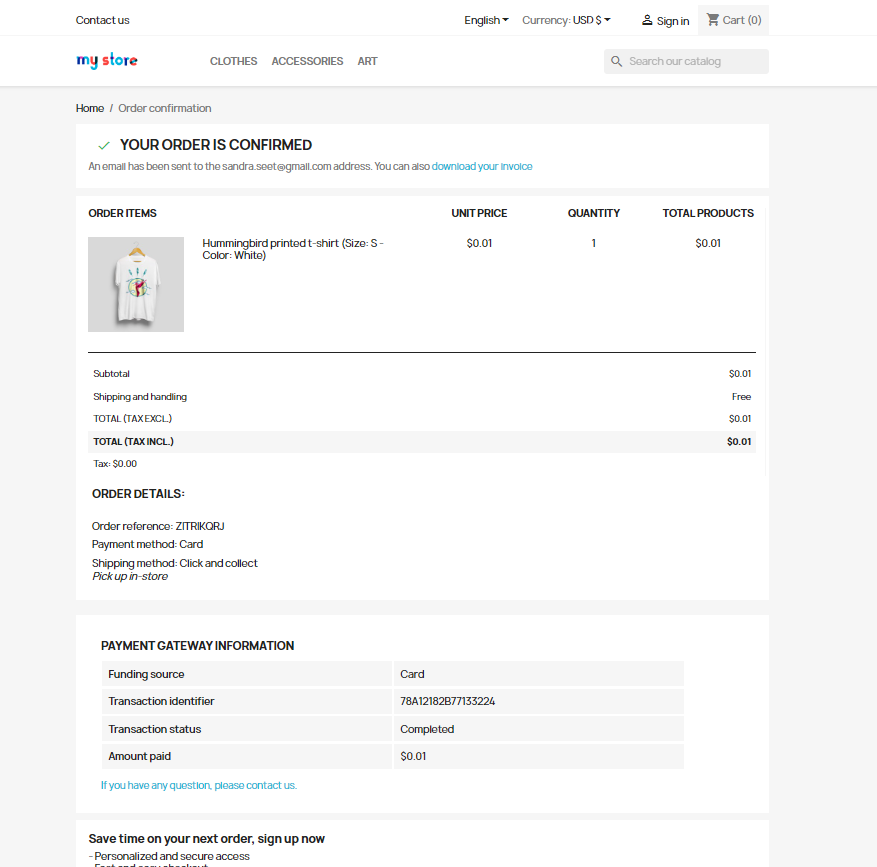 Contact us
English
Currency: USD $
Sign in
Cart (0)
my store
CLOTHES
ACCESSORIES
ART
Search our catalog
Home / Order confirmation
YOUR ORDER IS CONFIRMED
An email has been sent to the sandra.seet@gmail.com address. You can also download your invoice
ORDER ITEMS
UNIT PRICE
QUANTITY
TOTAL PRODUCTS
Hummingbird printed t-shirt (Size: S -
Color: White)
$0.01
1
$0.01
Subtotal $0.01
Shipping and handling Free
TOTAL (TAX EXCL.) $0.01
TOTAL (TAX INCL.) $0.01
Tax: $0.00
ORDER DETAILS:
Order reference: ZITRIKQRJ
Payment method: Card
Shipping method: Click and collect
Pick up in-store
PAYMENT GATEWAY INFORMATION
Funding source Card
Transaction identifier 78A12182B77133224
Transaction status Completed
Amount paid $0.01
If you have any question, please contact us.
Save time on your next order, sign up now
- Personalized and secure access
- Fast and easy checkout